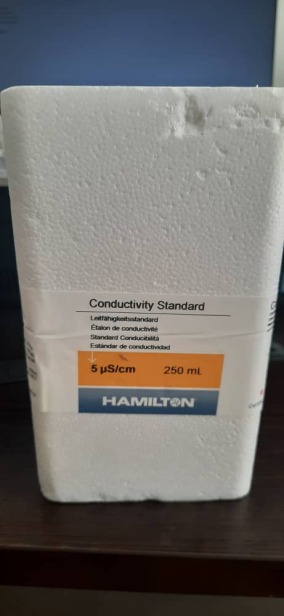 Conductivity Standard
Leitfähigkeitsstandard
Étalon de conductivité
Standard Conducibilità
Estándar de conductividad
5 µS/cm 250 mL
HAMILTON